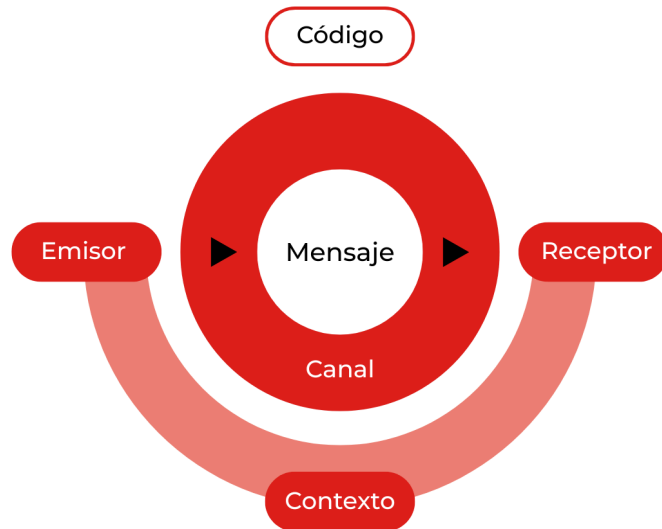 Código
Emisor
Mensaje
Receptor
Canal
Contexto